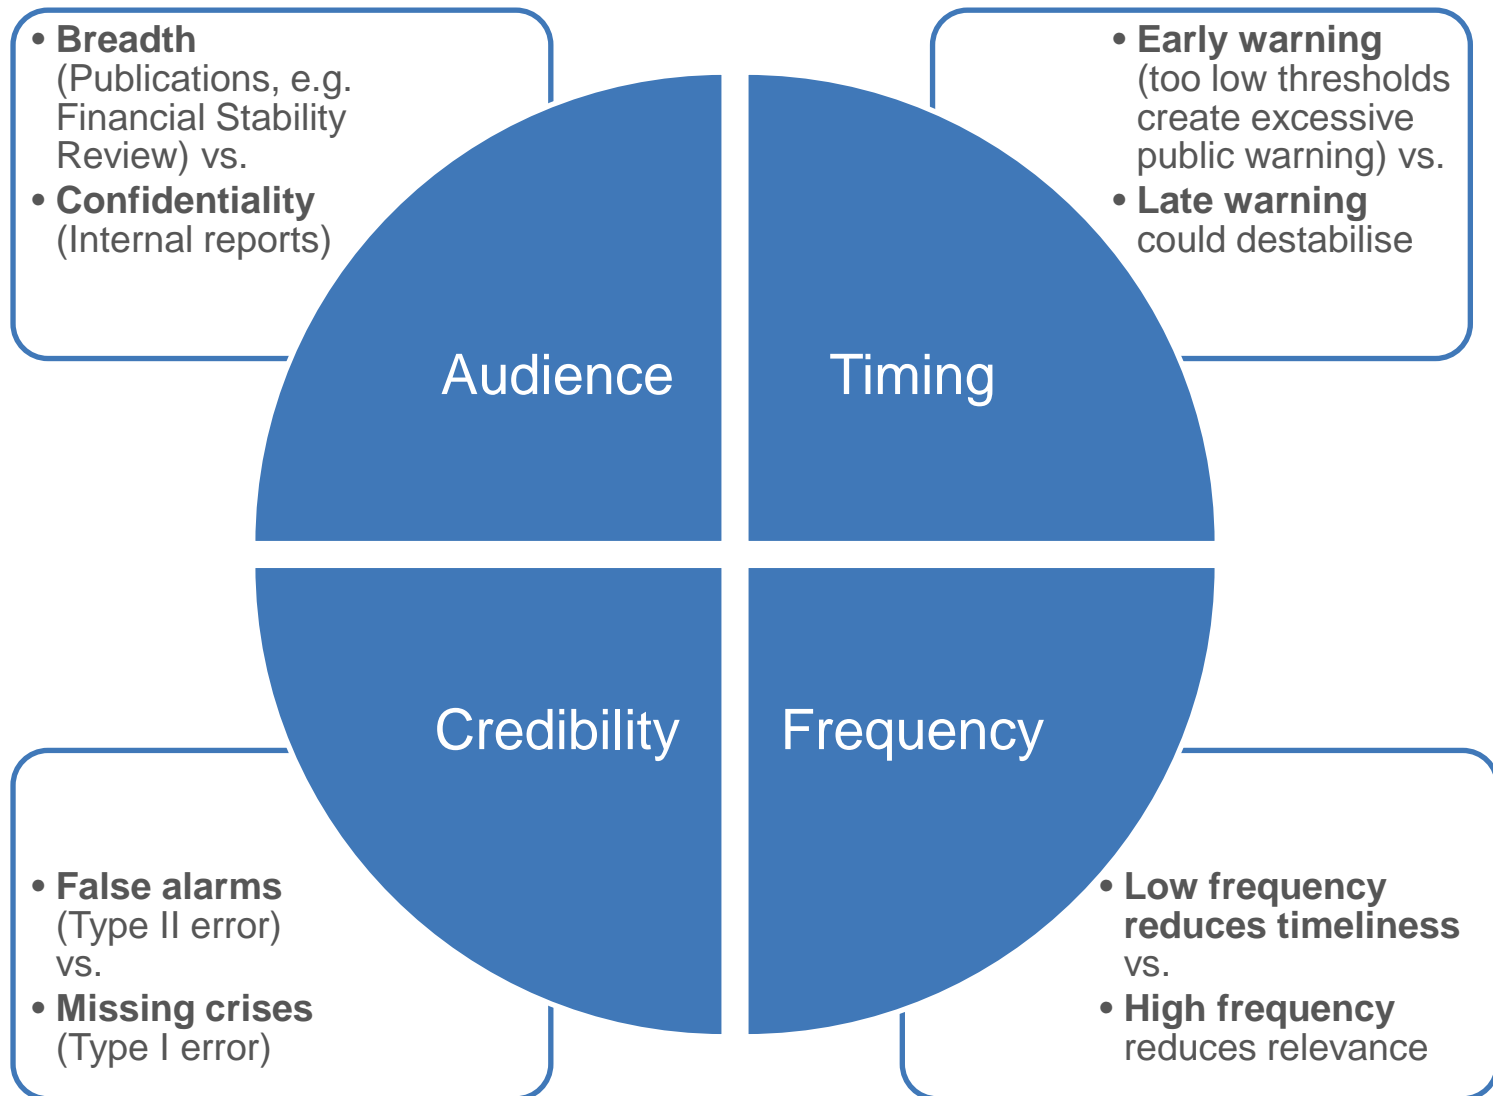 • Breadth
(Publications, e.g.
Financial Stability
Review) vs.
• Confidentiality
(Internal reports)
• Early warning
(too low thresholds
create excessive
public warning) vs.
• Late warning
could destabilise
Audience
Timing
Credibility
Frequency
• False alarms
(Type II error)
vs.
• Missing crises
(Type I error)
• Low frequency
reduces timeliness
vs.
• High frequency
reduces relevance